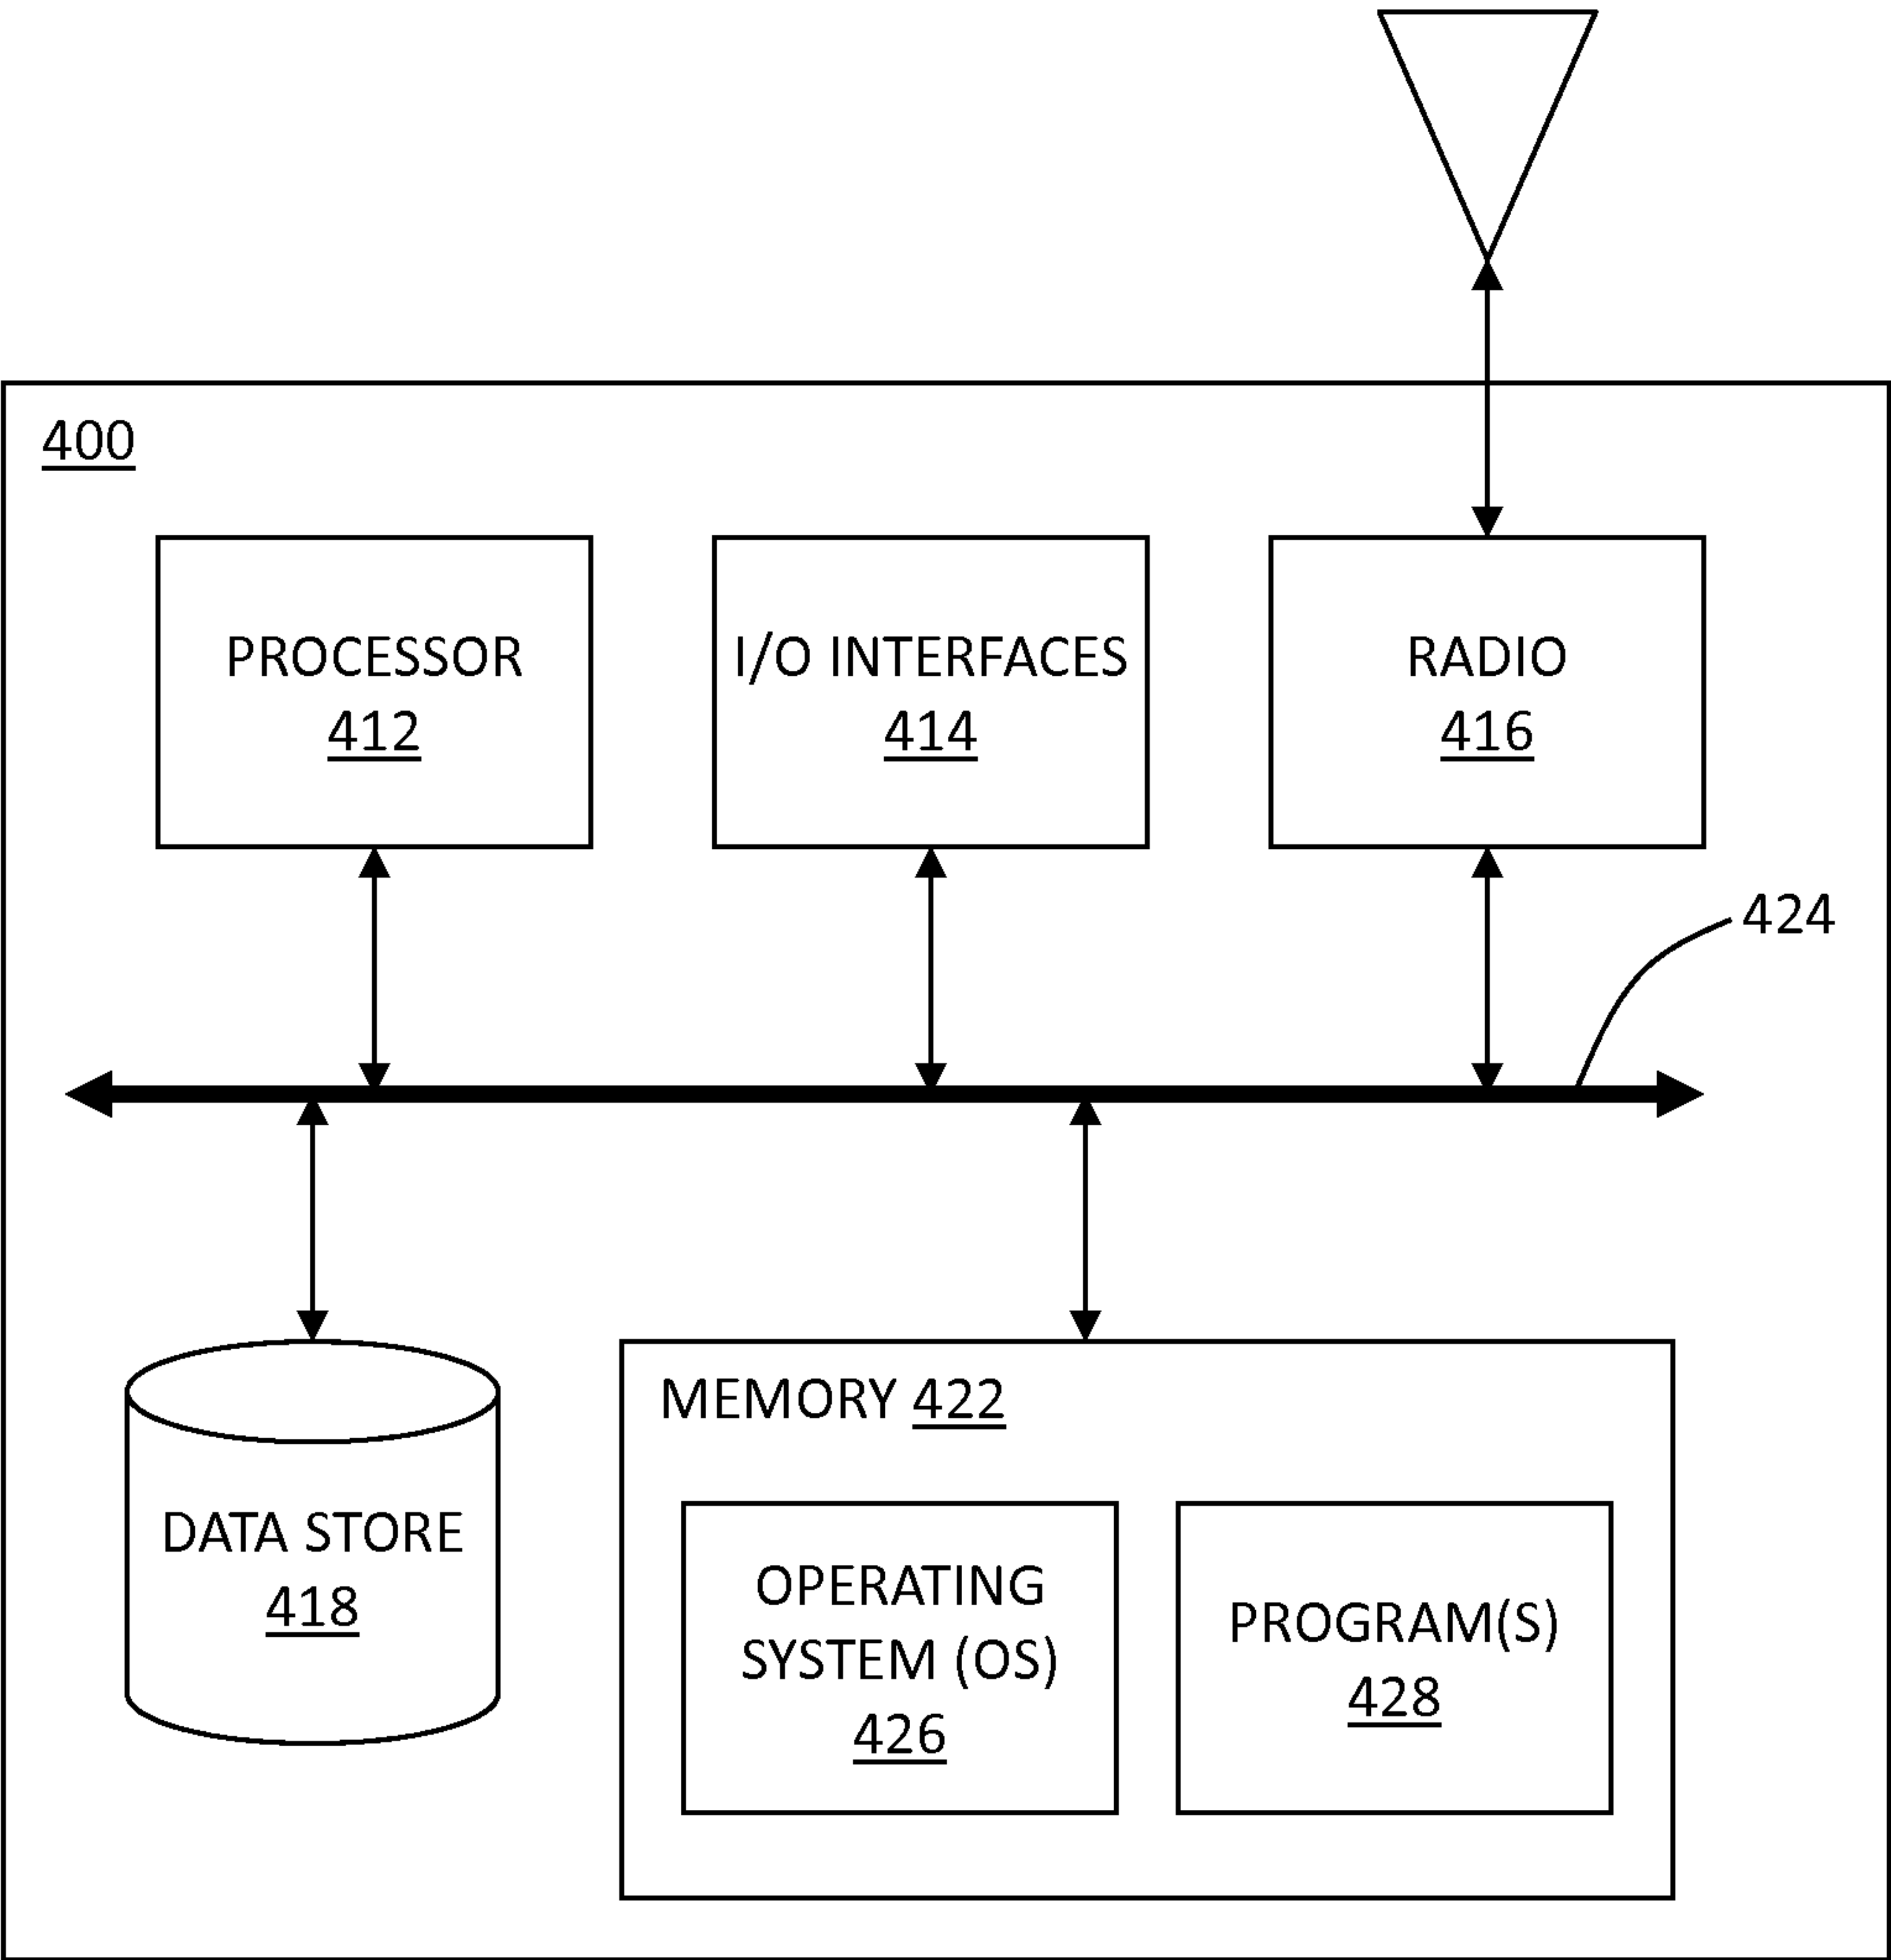 400
PROCESSOR
412
I/O INTERFACES
414
RADIO
416
424
DATA STORE
418
MEMORY 422
OPERATING
SYSTEM (OS)
426
PROGRAM(S)
428